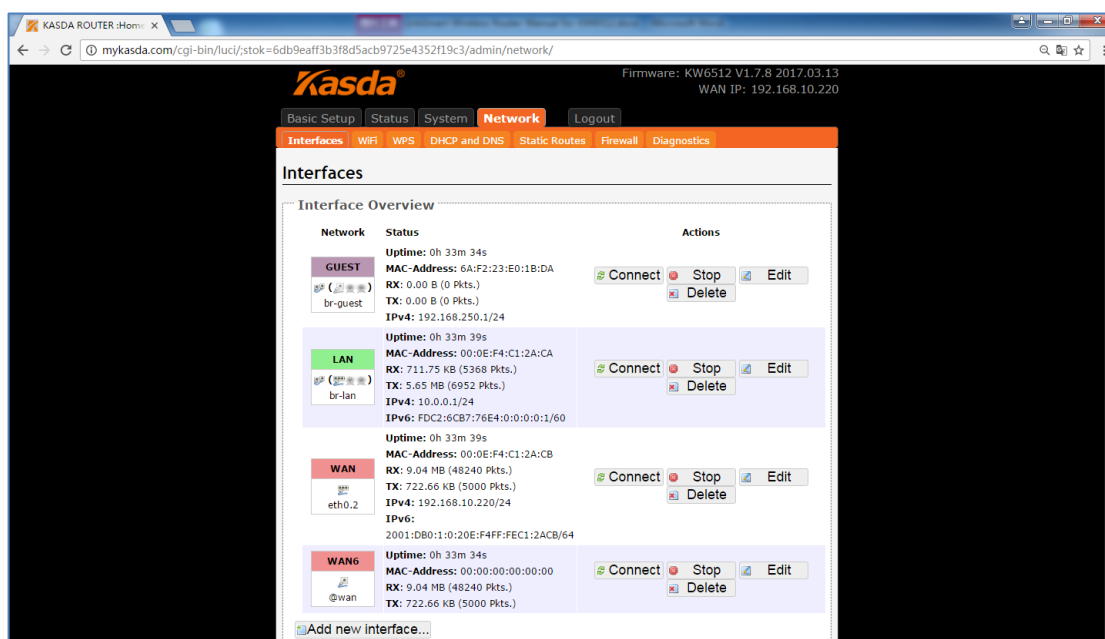 KASDA ROUTER :Home
mykasda.com/cgi-bin/luci/;stok=6db9eaff3b3f8d5acb9725e4352f19c3/admin/network/
Kasda®
Firmware: KW6512 V1.7.8 2017.03.13
WAN IP: 192.168.10.220
Basic Setup Status System Network Logout
Interfaces WiFi WPS DHCP and DNS Static Routes Firewall Diagnostics
Interfaces
Interface Overview
Network Status Actions
GUEST
br-guest
Uptime: 0h 33m 34s
MAC-Address: 6A:F2:23:E0:1B:DA
RX: 0.00 B (0 Pkts.)
TX: 0.00 B (0 Pkts.)
IPv4: 192.168.250.1/24
Connect Stop Edit
Delete
LAN
br-lan
Uptime: 0h 33m 39s
MAC-Address: 00:0E:F4:C1:2A:CA
RX: 711.75 KB (5368 Pkts.)
TX: 5.65 MB (6952 Pkts.)
IPv4: 10.0.0.1/24
IPv6: FDC2:6CB7:76E4:0:0:0:0:1/60
Connect Stop Edit
Delete
WAN
eth0.2
Uptime: 0h 33m 39s
MAC-Address: 00:0E:F4:C1:2A:CB
RX: 9.04 MB (48240 Pkts.)
TX: 722.66 KB (5000 Pkts.)
IPv4: 192.168.10.220/24
IPv6:
2001:DB0:1:0:20E:F4FF:FEC1:2ACB/64
Connect Stop Edit
Delete
WAN6
@wan
Uptime: 0h 33m 34s
MAC-Address: 00:00:00:00:00:00
RX: 9.04 MB (48240 Pkts.)
TX: 722.66 KB (5000 Pkts.)
Connect Stop Edit
Delete
Add new interface...